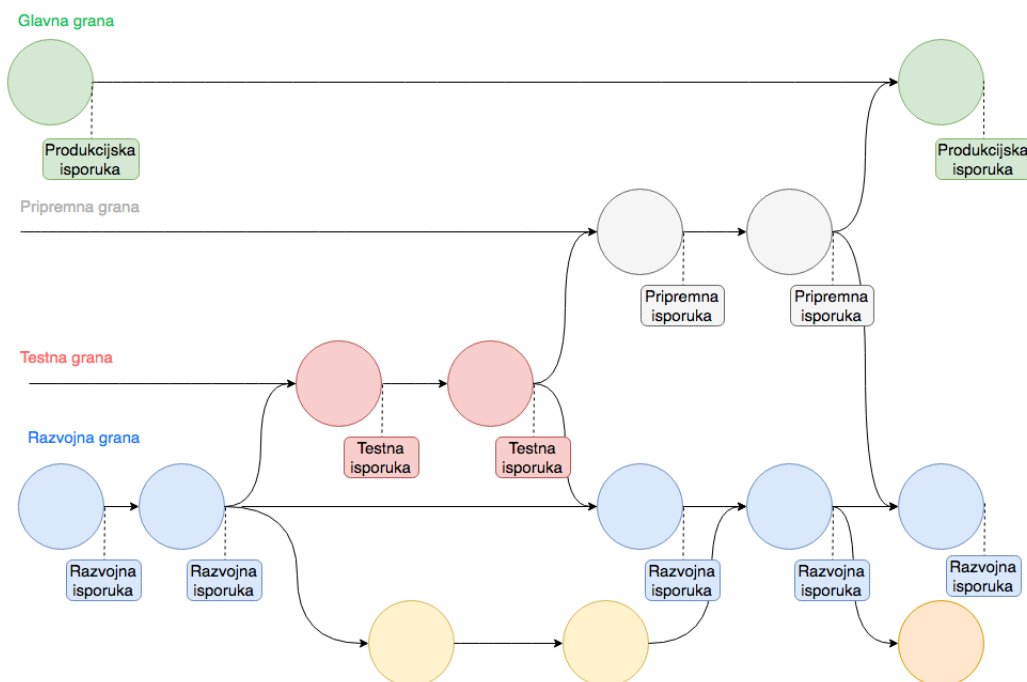 Glavna grana
Produkcijska
isporuka
Produkcijska
isporuka
Pripremna grana
Pripremna
isporuka
Pripremna
isporuka
Testna grana
Testna
isporuka
Testna
isporuka
Razvojna grana
Razvojna
isporuka
Razvojna
isporuka
Razvojna
isporuka
Razvojna
isporuka
Razvojna
isporuka